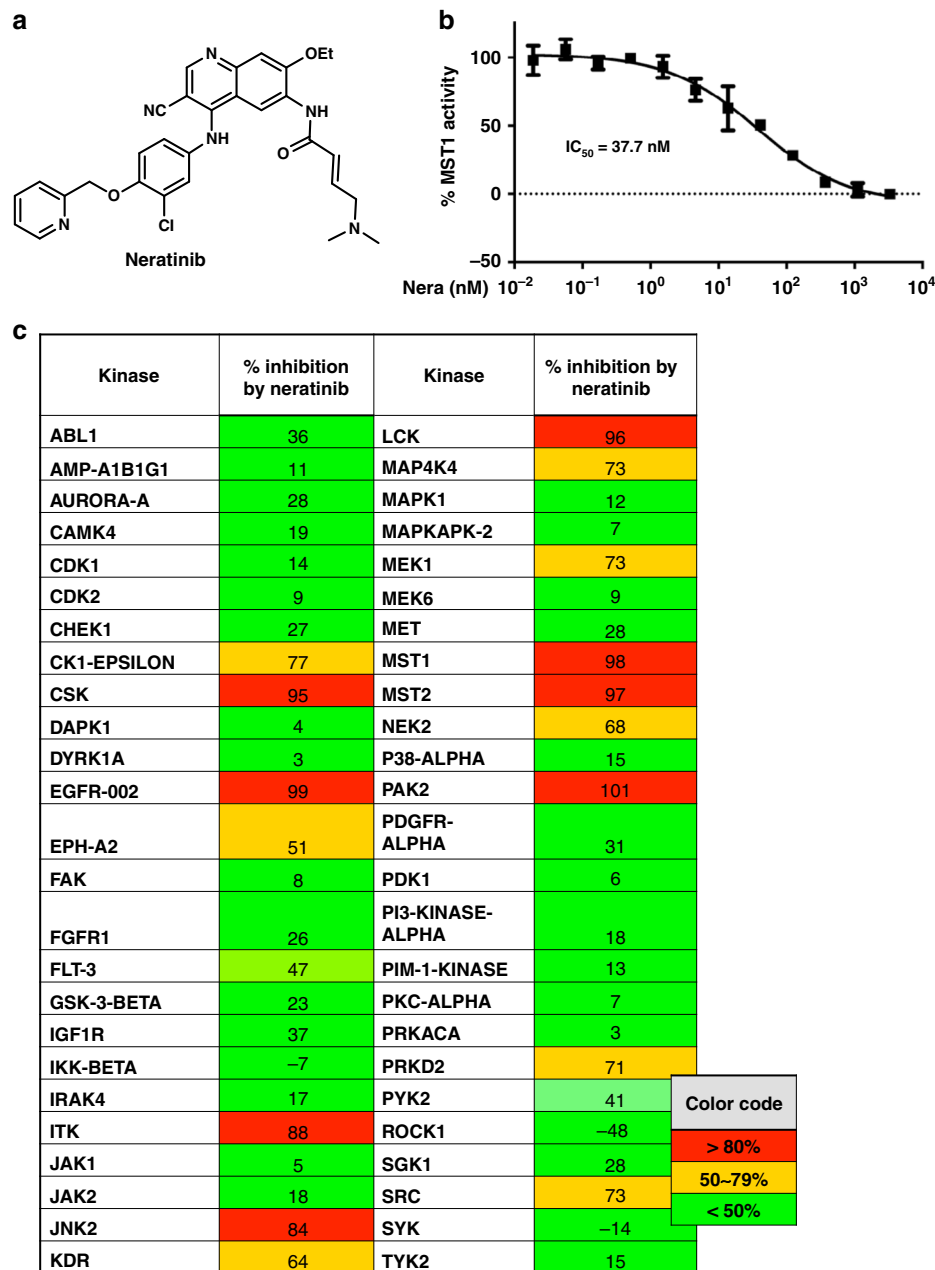 a
N
OEt
NC
NH
NH
O
O
N
Cl
N
Neratinib
b
% MST1 activity
100
50
0
−50
IC50 = 37.7 nM
Nera (nM) 10−2 10−1 100 101 102 103 104
c
Kinase % inhibition by neratinib Kinase % inhibition by neratinib
ABL1 36 LCK 96
AMP-A1B1G1 11 MAP4K4 73
AURORA-A 28 MAPK1 12
CAMK4 19 MAPKAPK-2 7
CDK1 14 MEK1 73
CDK2 9 MEK6 9
CHEK1 27 MET 28
CK1-EPSILON 77 MST1 98
CSK 95 MST2 97
DAPK1 4 NEK2 68
DYRK1A 3 P38-ALPHA 15
EGFR-002 99 PAK2 101
EPH-A2 51 PDGFR-ALPHA 31
FAK 8 PDK1 6
FGFR1 26 PI3-KINASE-ALPHA 18
FLT-3 47 PIM-1-KINASE 13
GSK-3-BETA 23 PKC-ALPHA 7
IGF1R 37 PRKACA 3
IKK-BETA −7 PRKD2 71
IRAK4 17 PYK2 41
ITK 88 ROCK1 −48
JAK1 5 SGK1 28
JAK2 18 SRC 73
JNK2 84 SYK −14
KDR 64 TYK2 15
Color code
> 80%
50~79%
< 50%